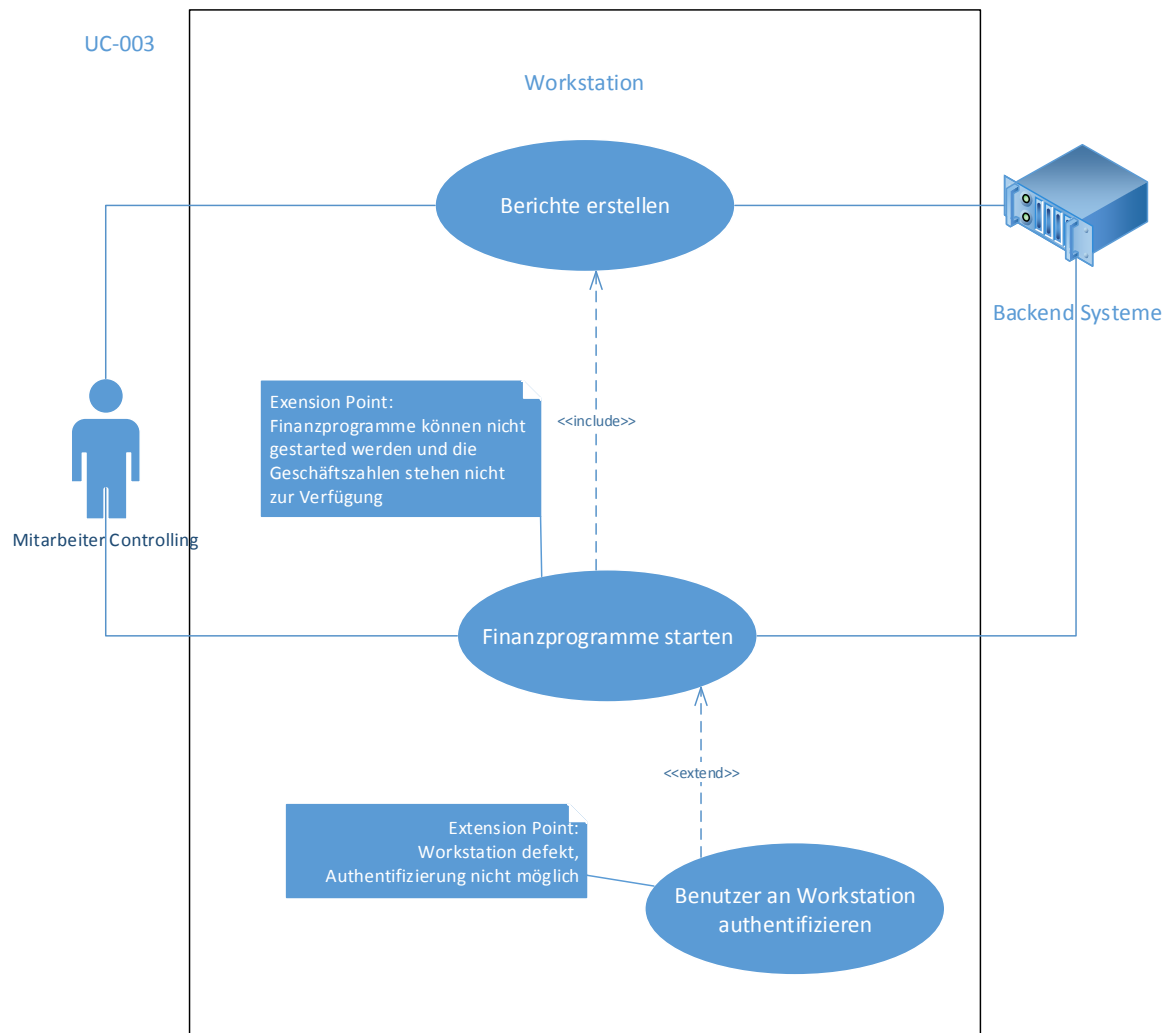 UC-003
Workstation
Berichte erstellen
Backend Systeme
Exension Point:
Finanzprogramme können nicht
gestarted werden und die
Geschäftszahlen stehen nicht
zur Verfügung
<<include>>
Mitarbeiter Controlling
Finanzprogramme starten
<<extend>>
Extension Point:
Workstation defekt,
Authentifizierung nicht möglich
Benutzer an Workstation
authentifizieren